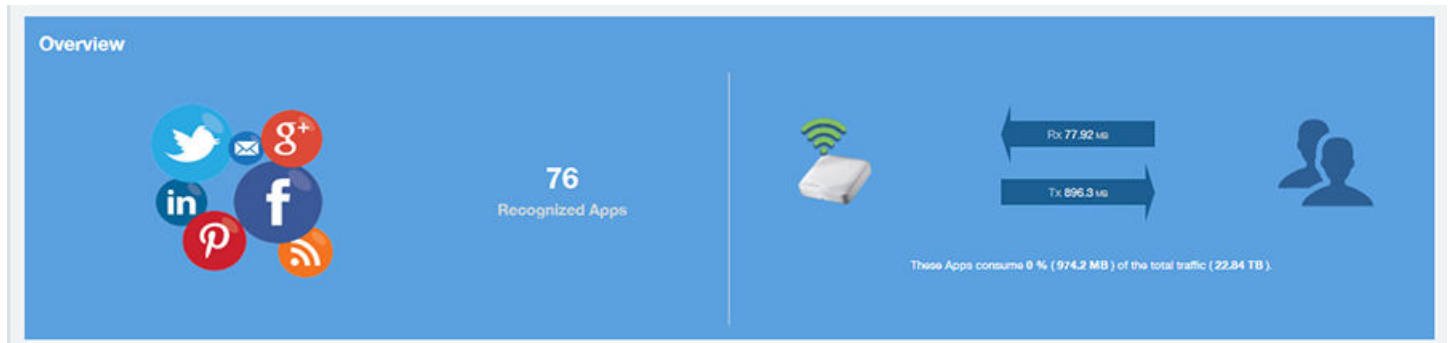 Overview
g+
in
f
76
Recognized Apps
Rx 77.92 MB
Tx 896.3 MB
These Apps consume 0 % ( 974.2 MB ) of the total traffic ( 22.84 TB ).